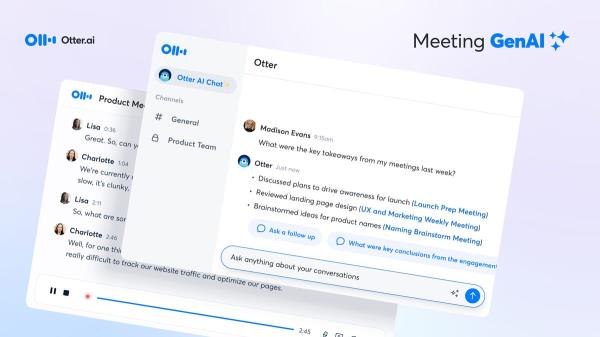 Otter.ai
Meeting GenAI
Otter
Otter AI Chat
Channels
# General
Product Team
Madison Evans 9:15am
What were the key takeaways from my meetings last week?
Otter Just now
• Discussed plans to drive awareness for launch (Launch Prep Meeting)
• Reviewed landing page design (UX and Marketing Weekly Meeting)
• Brainstormed ideas for product names (Naming Brainstorm Meeting)
Ask a follow up
What were key conclusions from the engagement
Ask anything about your conversations
Product Me
Lisa 0:36
Great. So, can y
Charlotte 1:04
We're currently
slow, it's clunky,
Lisa 2:11
So, what are som
Charlotte 2:46
Well, for one thi
really difficult to track our website traffic and optimize our pages.
2:45